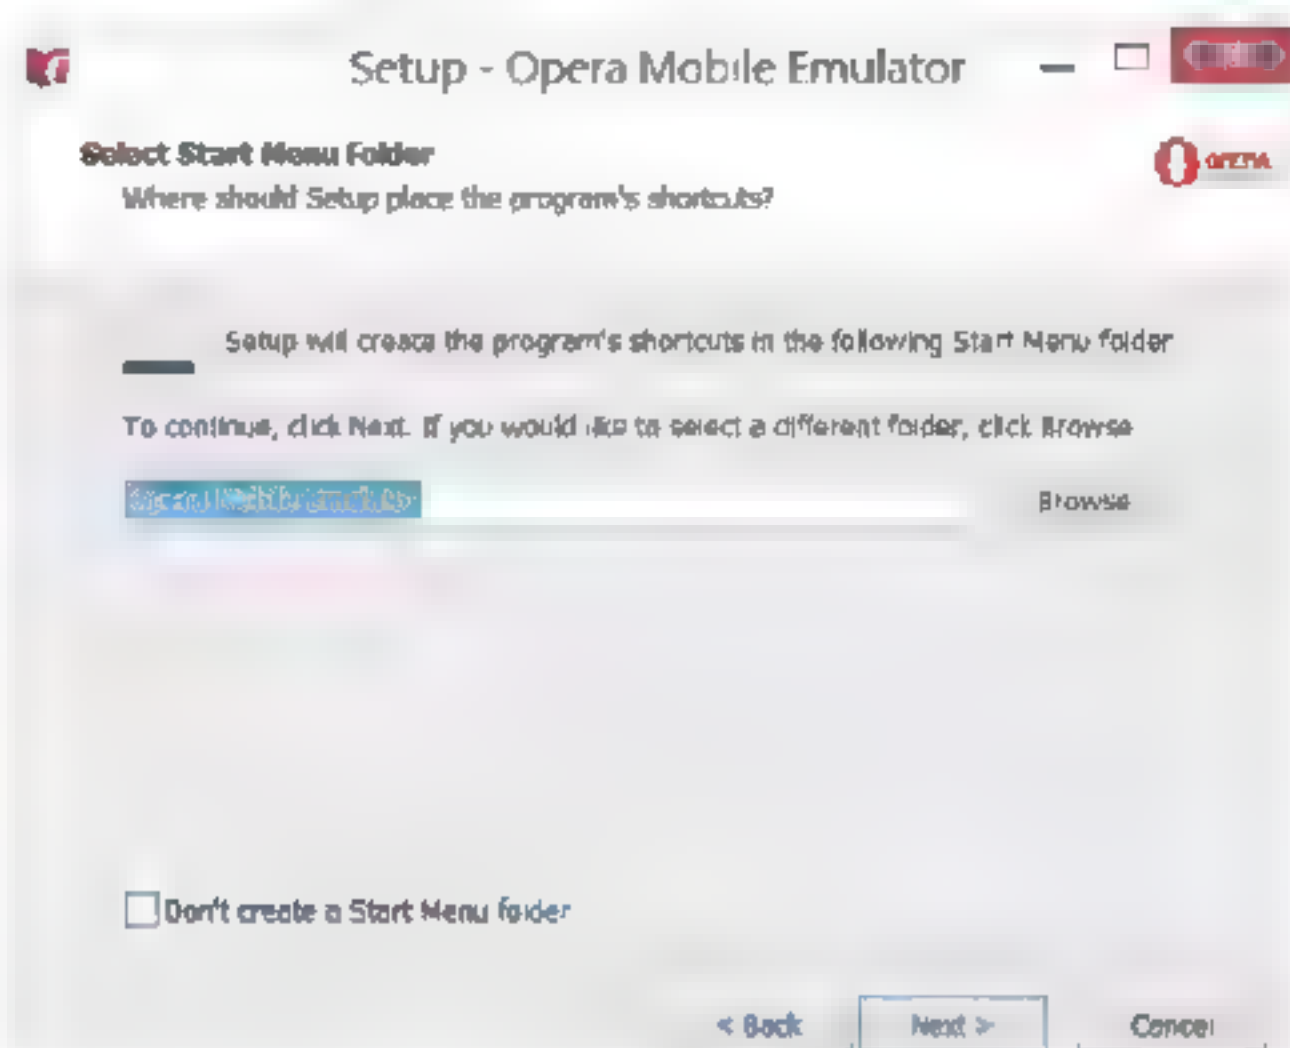 Setup - Opera Mobile Emulator
Select Start Menu Folder
OPERA
Where should Setup place the program's shortcuts?
Setup will create the program's shortcuts in the following Start Menu folder
To continue, click Next. If you would like to select a different folder, click Browse
Browse
Don't create a Start Menu folder
< Back
Next >
Cancel